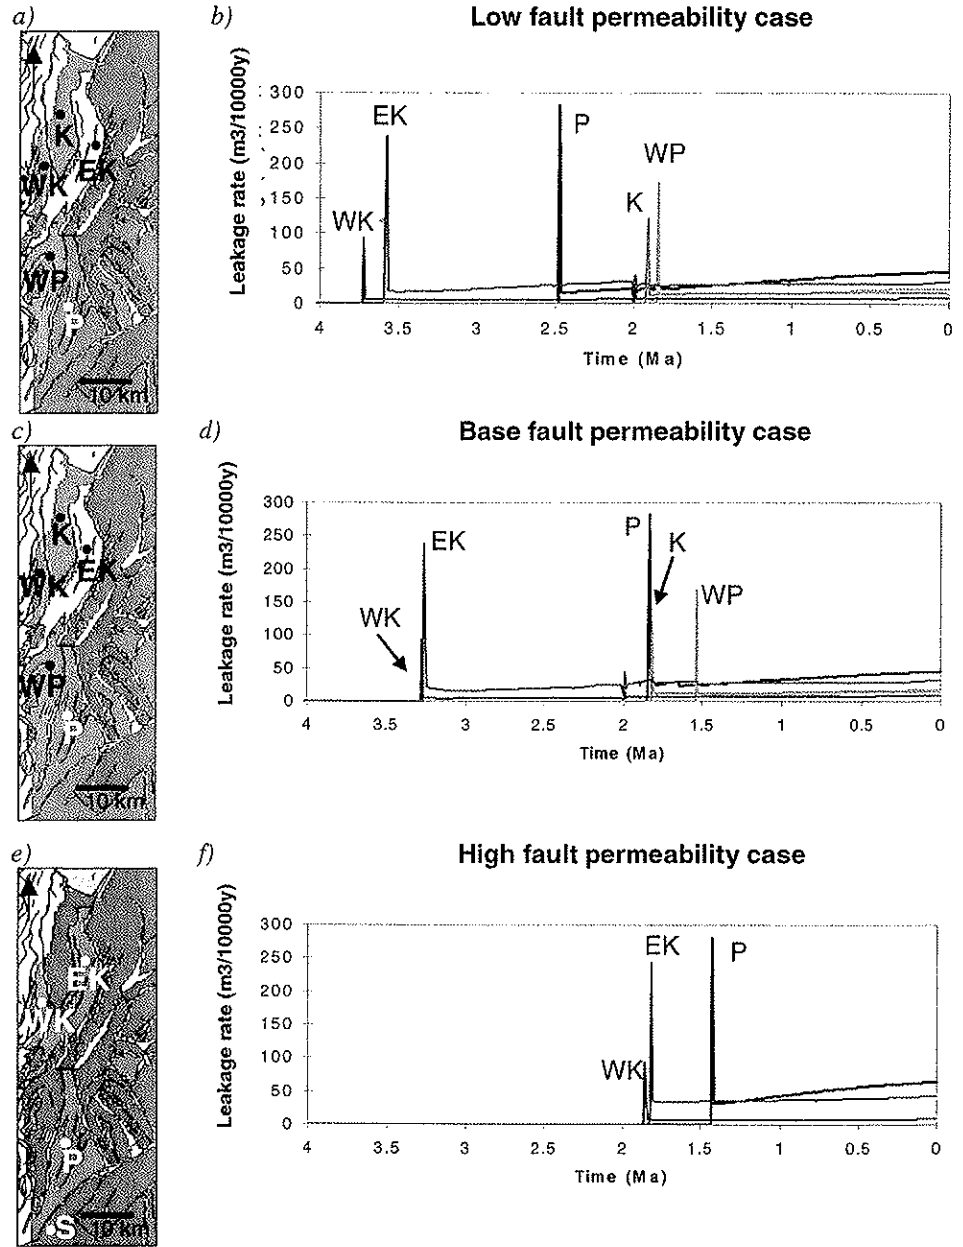 a)
K
EK
WK
WP
P
10 km
b)
Low fault permeability case
Leakage rate (m3/10000y)
300
250
200
150
100
50
0
WK
EK
P
K
WP
4 3.5 3 2.5 2 1.5 1 0.5 0
Time (Ma)
c)
K
EK
WK
WP
P
10 km
d)
Base fault permeability case
Leakage rate (m3/10000y)
300
250
200
150
100
50
0
WK
EK
P
K
WP
4 3.5 3 2.5 2 1.5 1 0.5 0
Time (Ma)
e)
EK
WK
P
S
10 km
f)
High fault permeability case
Leakage rate (m3/10000y)
300
250
200
150
100
50
0
WK
EK
P
4 3.5 3 2.5 2 1.5 1 0.5 0
Time (Ma)